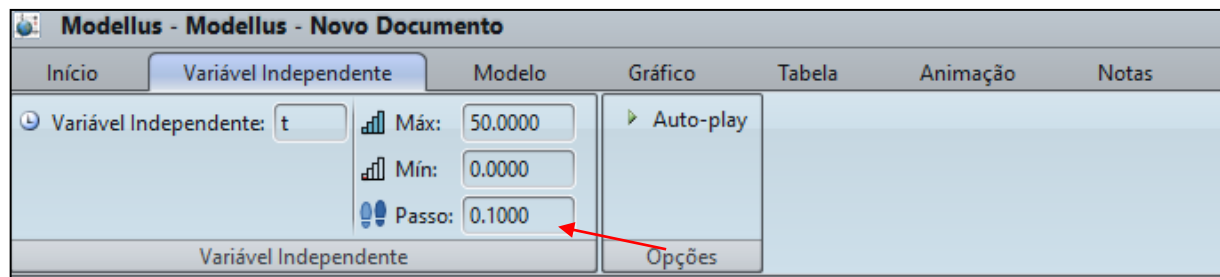 Modellus - Modellus - Novo Documento
Início Variável Independente Modelo Gráfico Tabela Animação Notas
Variável Independente: t Máx: 50.0000 Auto-play
Mín: 0.0000
Passo: 0.1000
Variável Independente Opções